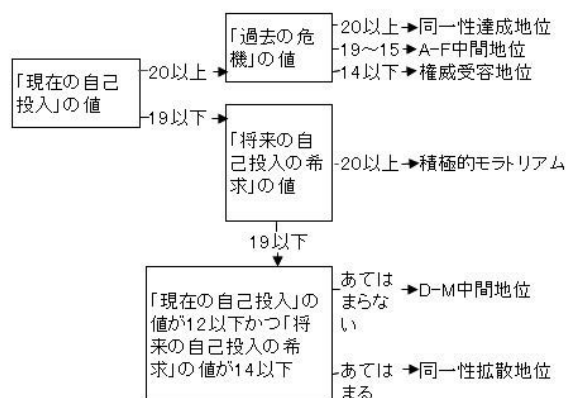 「現在の自己
投入」の値
20以上
19以下
「過去の危
機」の値
20以上
同一性達成地位
19～15
A-F中間地位
14以下
権威受容地位
「将来の自
己投入の希
求」の値
20以上
積極的モラトリアム
19以下
「現在の自己投入」の
値が12以下かつ「将
来の自己投入の希
求」の値が14以下
あては
まらな
い
D-M中間地位
あては
まる
同一性拡散地位